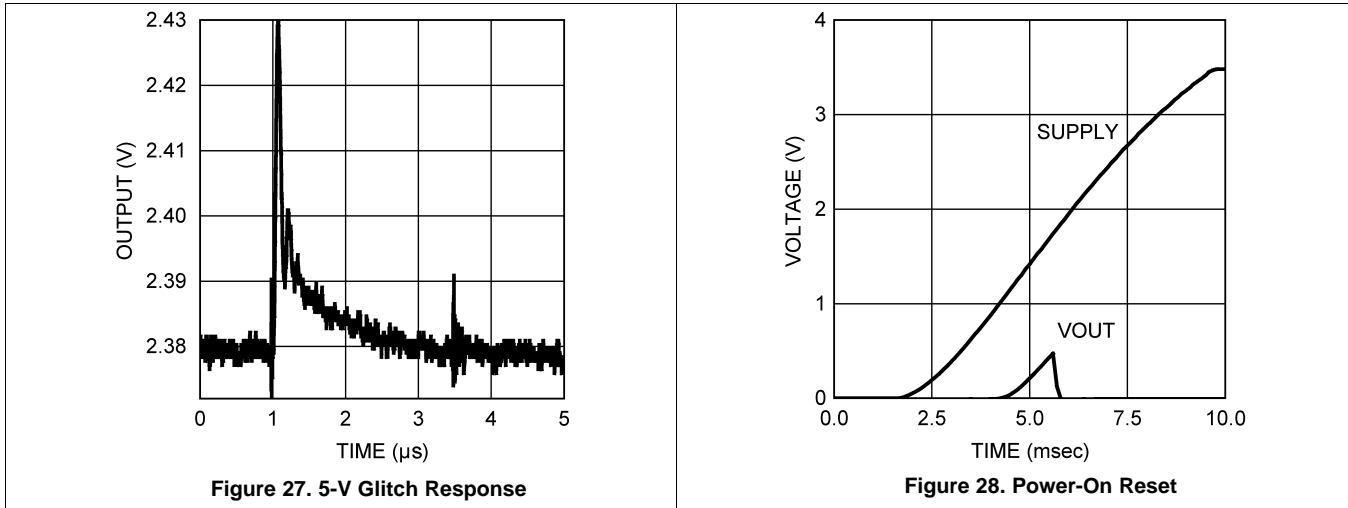 2.43
2.42
2.41
2.40
2.39
2.38
OUTPUT (V)
0 1 2 3 4 5
TIME (µs)
Figure 27. 5-V Glitch Response
4
3
2
1
0
VOLTAGE (V)
SUPPLY
VOUT
0.0 2.5 5.0 7.5 10.0
TIME (msec)
Figure 28. Power-On Reset